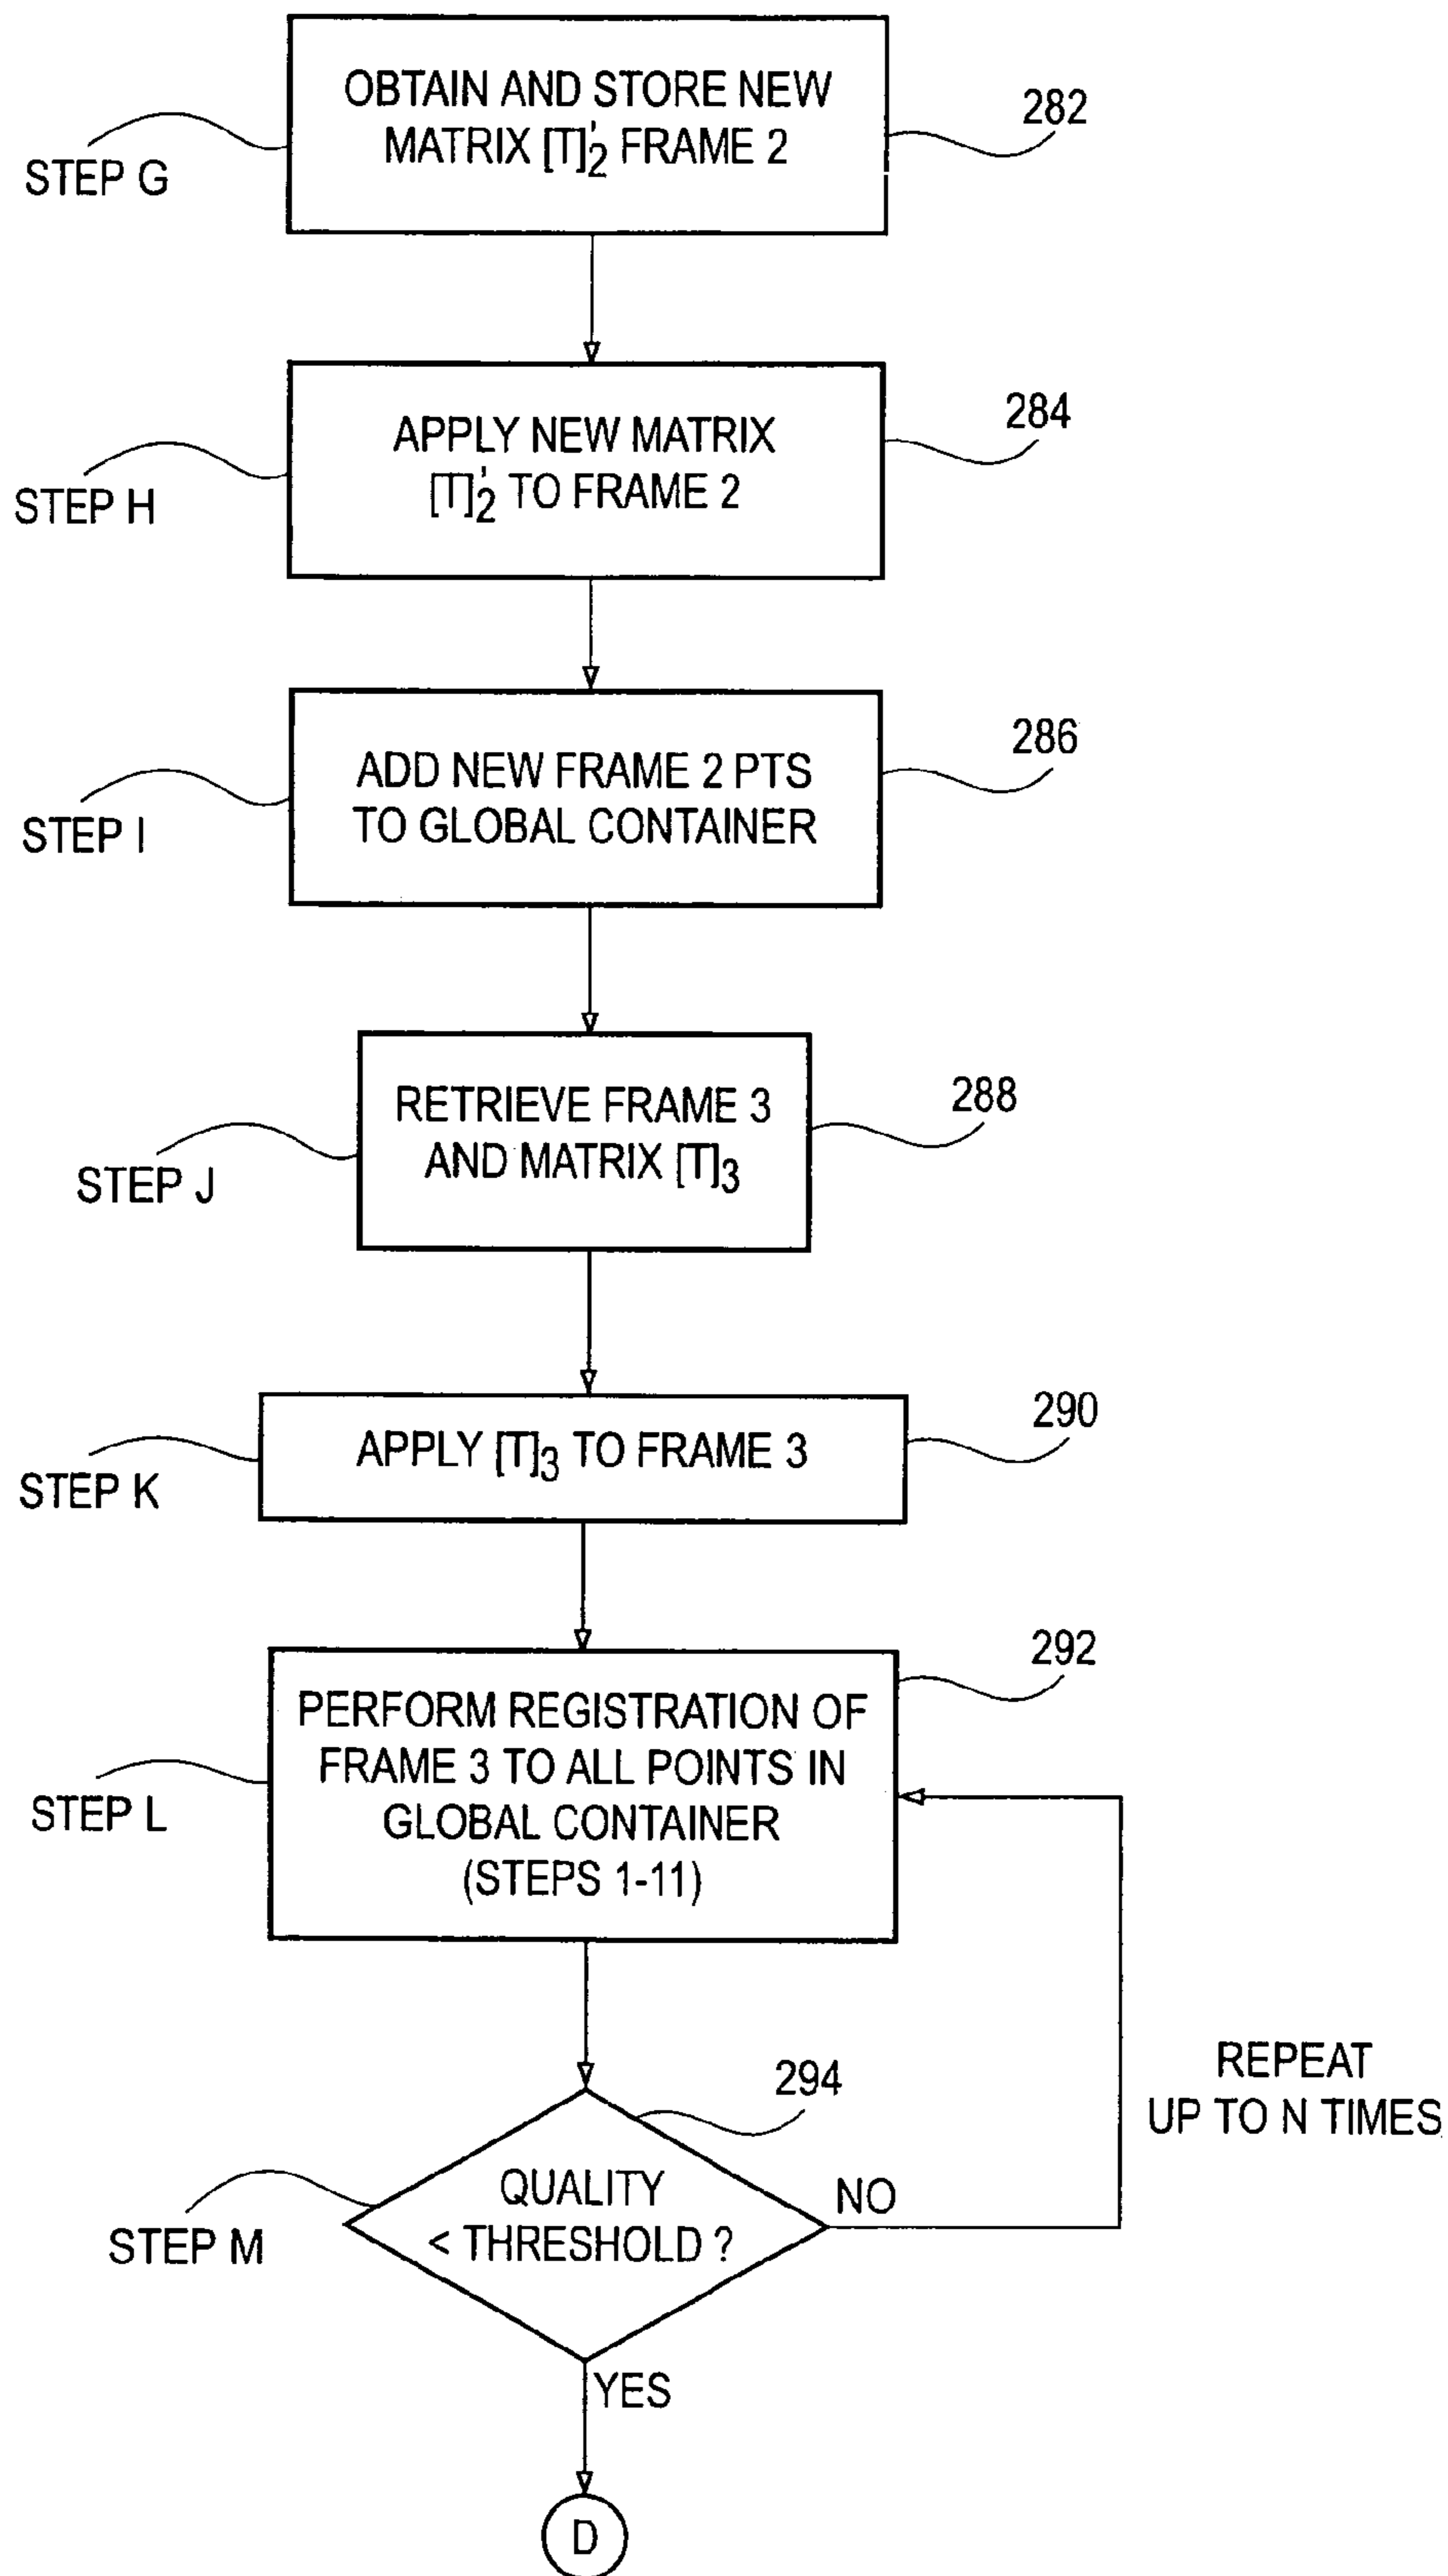 OBTAIN AND STORE NEW
MATRIX [T]'2 FRAME 2
282
STEP G
APPLY NEW MATRIX
[T]'2 TO FRAME 2
284
STEP H
ADD NEW FRAME 2 PTS
TO GLOBAL CONTAINER
286
STEP I
RETRIEVE FRAME 3
AND MATRIX [T]3
288
STEP J
APPLY [T]3 TO FRAME 3
290
STEP K
PERFORM REGISTRATION OF
FRAME 3 TO ALL POINTS IN
GLOBAL CONTAINER
(STEPS 1-11)
292
STEP L
REPEAT
UP TO N TIMES
294
QUALITY
< THRESHOLD ?
NO
STEP M
YES
D